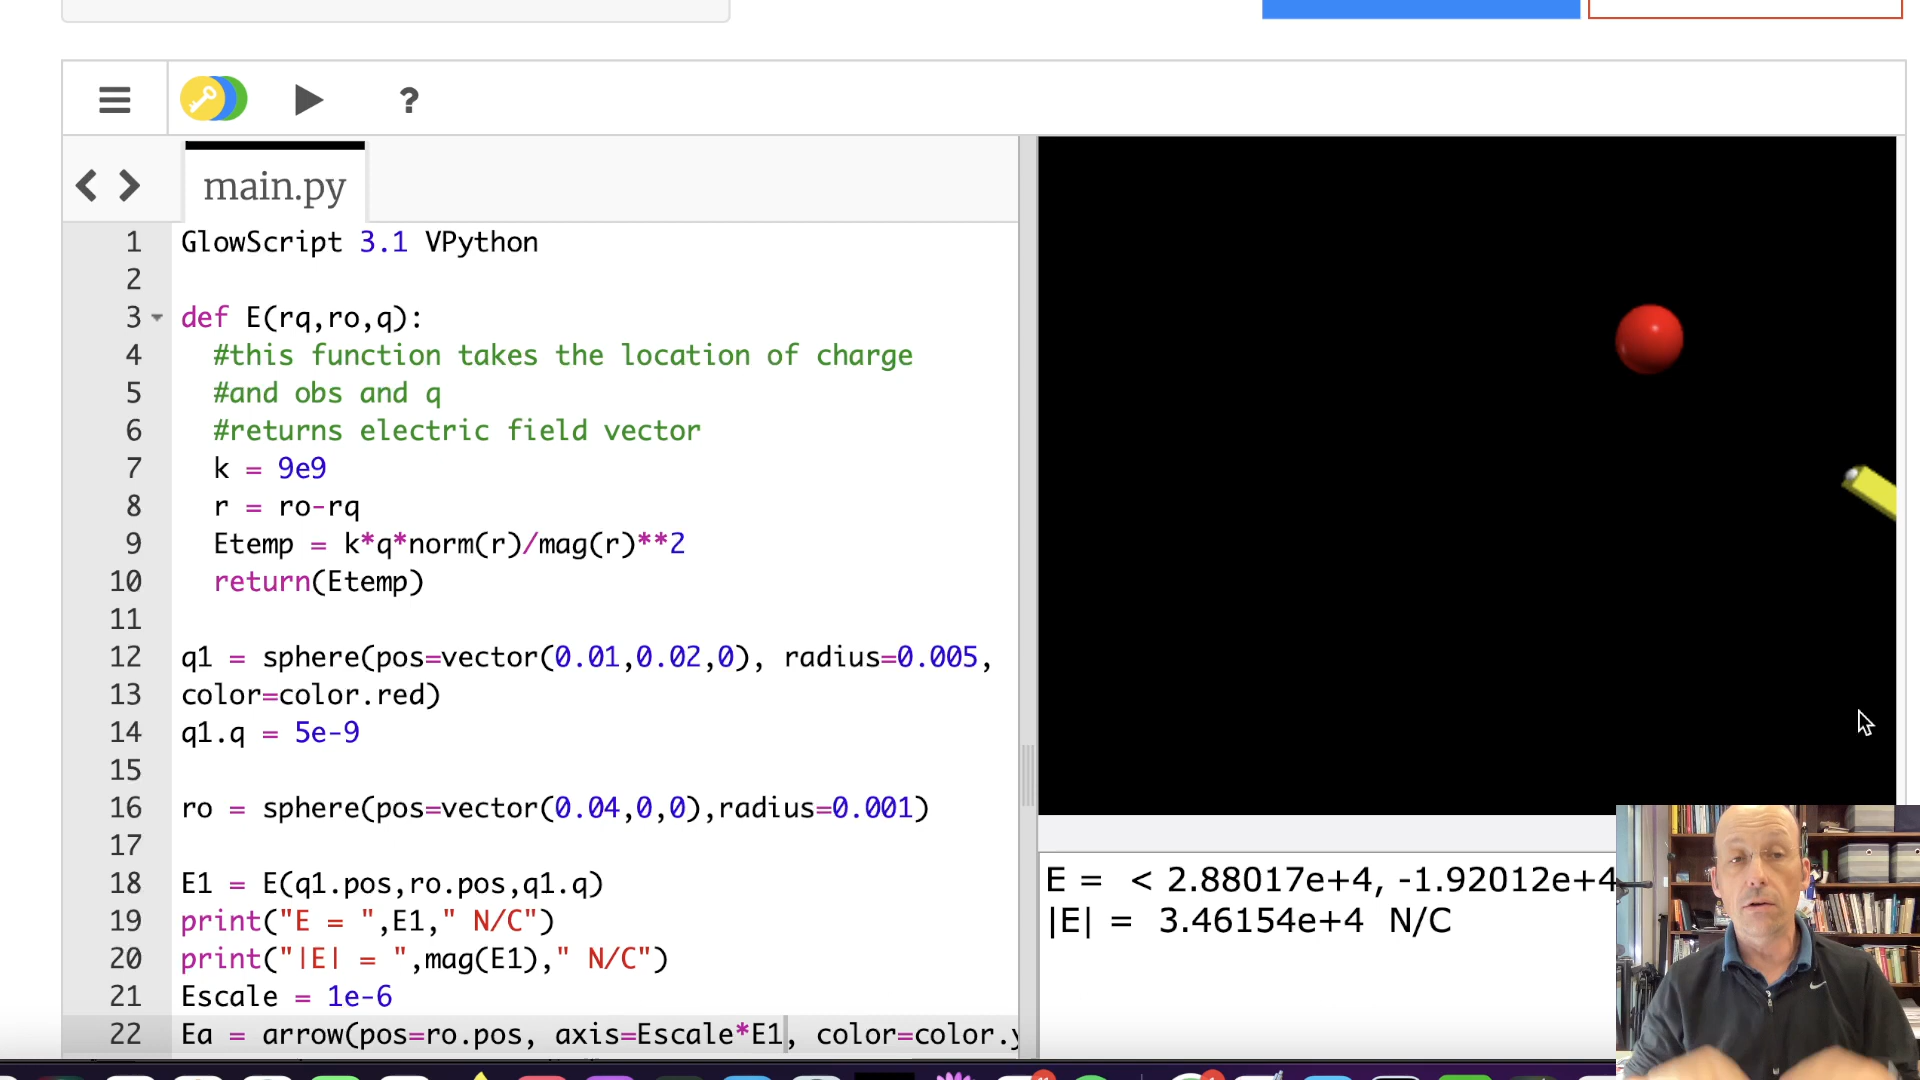 ?
main.py
1 GlowScript 3.1 VPython
2
3 def E(rq,ro,q):
4 #this function takes the location of charge
5 #and obs and q
6 #returns electric field vector
7 k = 9e9
8 r = ro-rq
9 Etemp = k*q*norm(r)/mag(r)**2
10 return(Etemp)
11
12 q1 = sphere(pos=vector(0.01,0.02,0), radius=0.005,
13 color=color.red)
14 q1.q = 5e-9
15
16 ro = sphere(pos=vector(0.04,0,0),radius=0.001)
17
18 E1 = E(q1.pos,ro.pos,q1.q)
19 print("E = ",E1," N/C")
20 print("|E| = ",mag(E1)," N/C")
21 Escale = 1e-6
22 Ea = arrow(pos=ro.pos, axis=Escale*E1, color=color.y
E = < 2.88017e+4, -1.92012e+4
|E| = 3.46154e+4 N/C